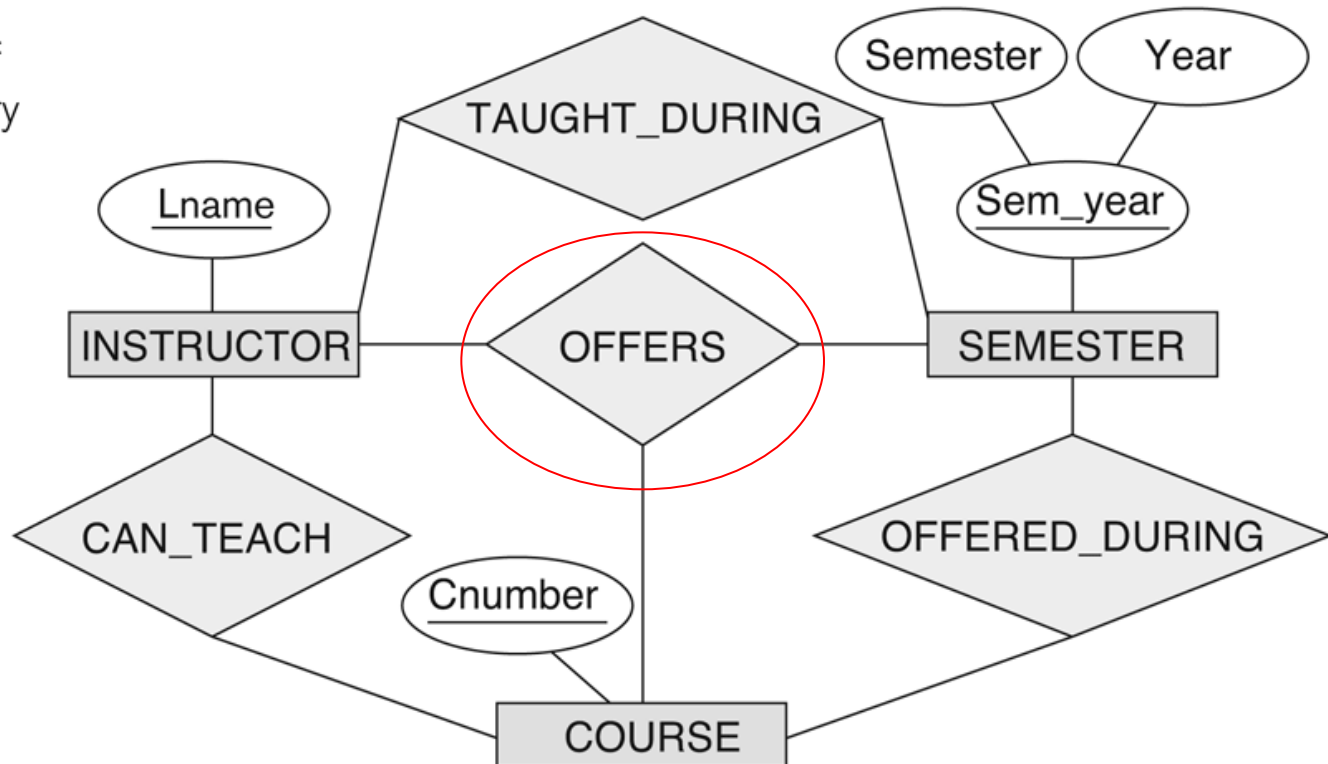 TAUGHT_DURING
Semester
Year
Lname
Sem_year
INSTRUCTOR
OFFERS
SEMESTER
CAN_TEACH
OFFERED_DURING
Cnumber
COURSE